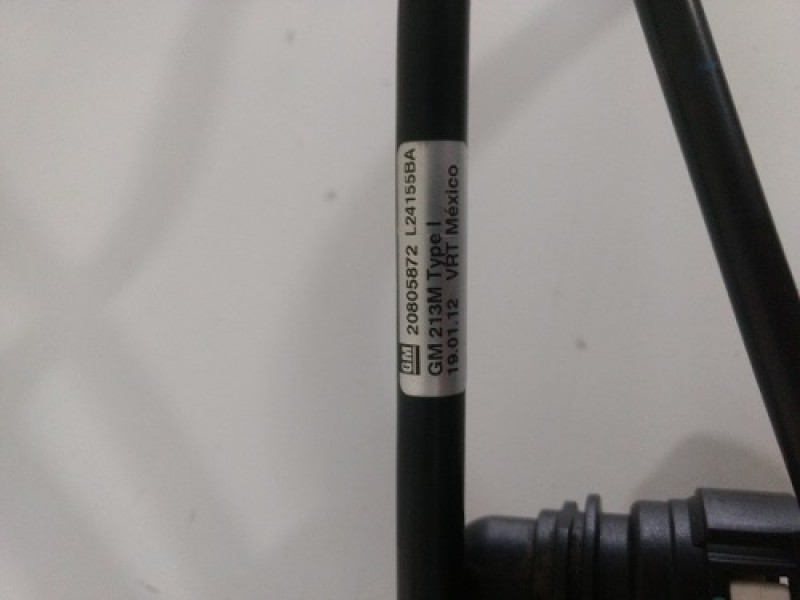 GM 20805872 L24155BA
GM 213M Type I
19.01.12 VRT México